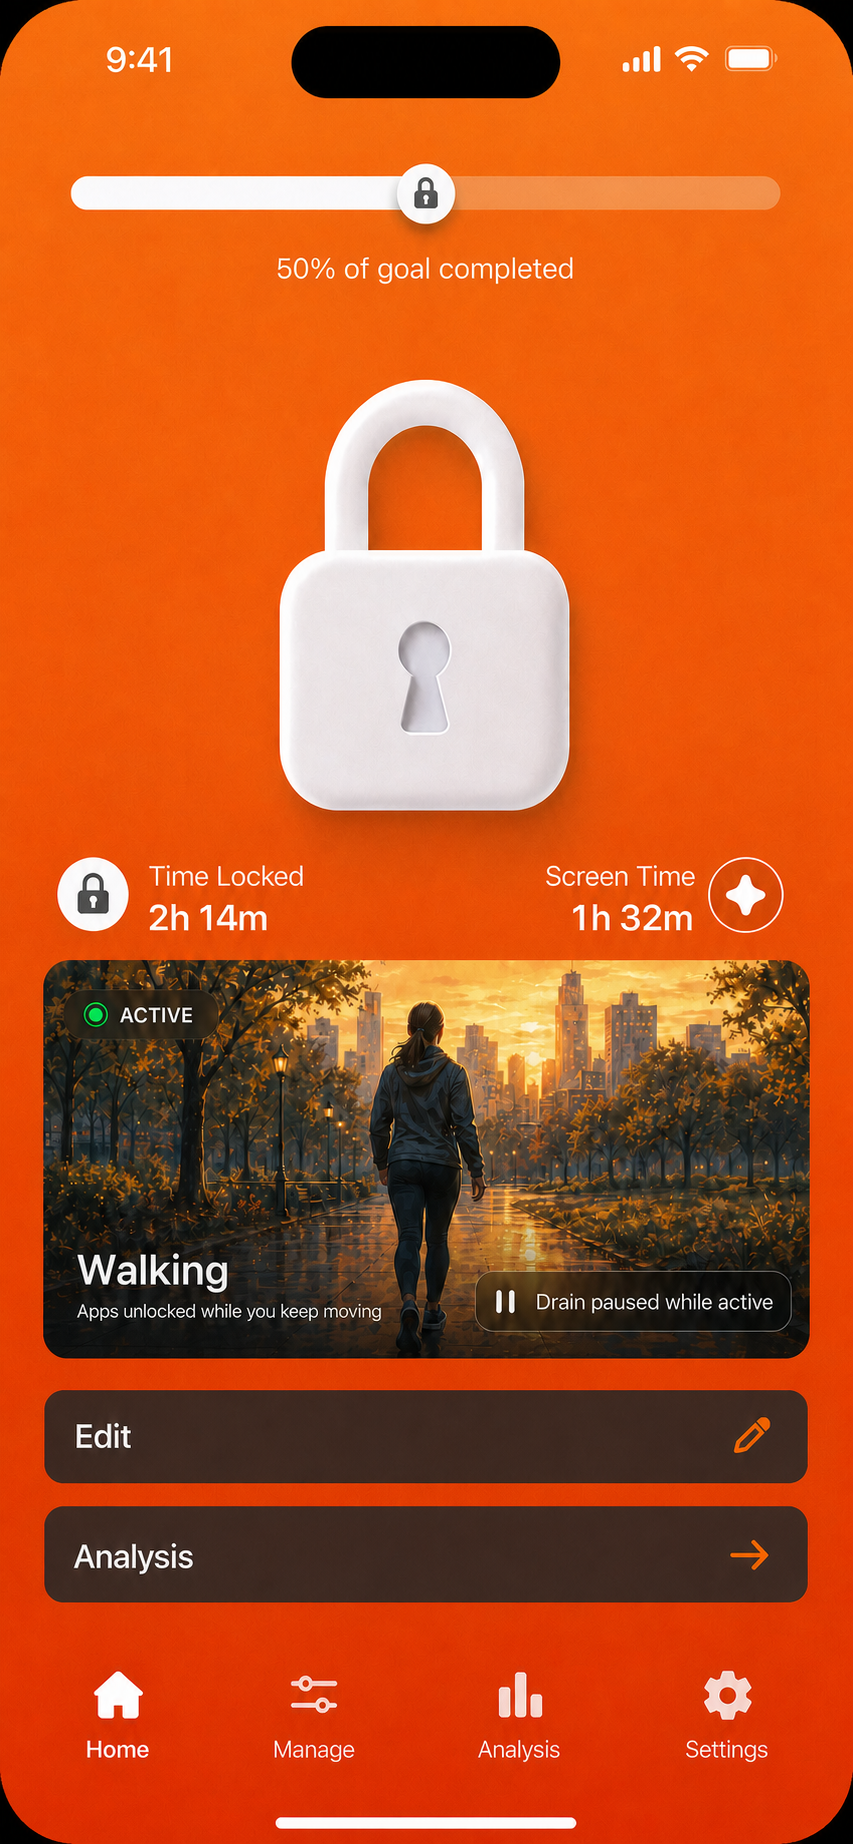 9:41
50% of goal completed
Time Locked
2h 14m
Screen Time
1h 32m
ACTIVE
Walking
Apps unlocked while you keep moving
Drain paused while active
Edit
Analysis
Home
Manage
Analysis
Settings